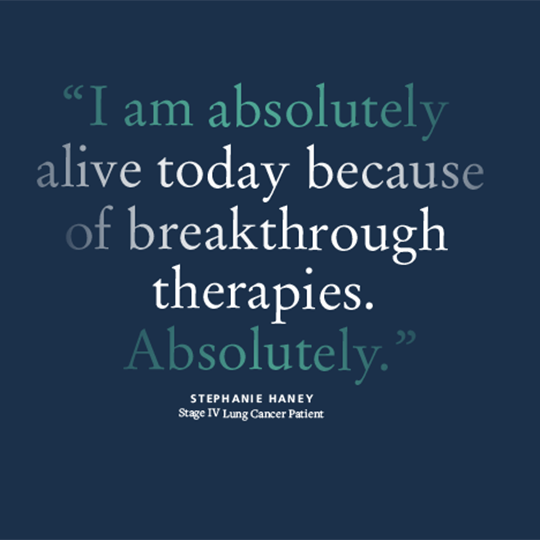 “I am absolutely
alive today because
of breakthrough
therapies.
Absolutely.”
STEPHANIE HANEY
Stage IV Lung Cancer Patient